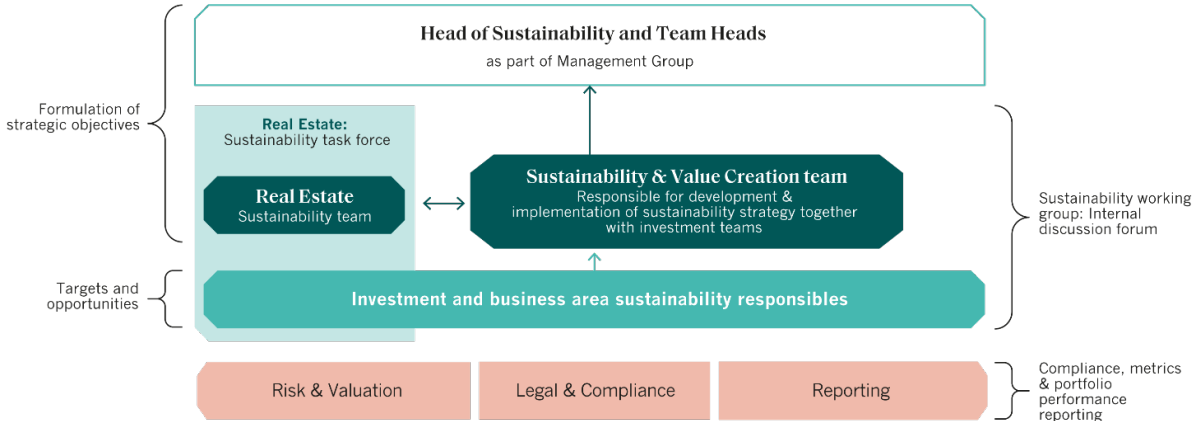 Head of Sustainability and Team Heads
as part of Management Group
Formulation of
strategic objectives
Real Estate:
Sustainability task force
Real Estate
Sustainability team
Sustainability & Value Creation team
Responsible for development &
implementation of sustainability strategy together
with investment teams
Sustainability working
group: Internal
discussion forum
Targets and
opportunities
Investment and business area sustainability responsibles
Risk & Valuation
Legal & Compliance
Reporting
Compliance, metrics
& portfolio
performance
reporting